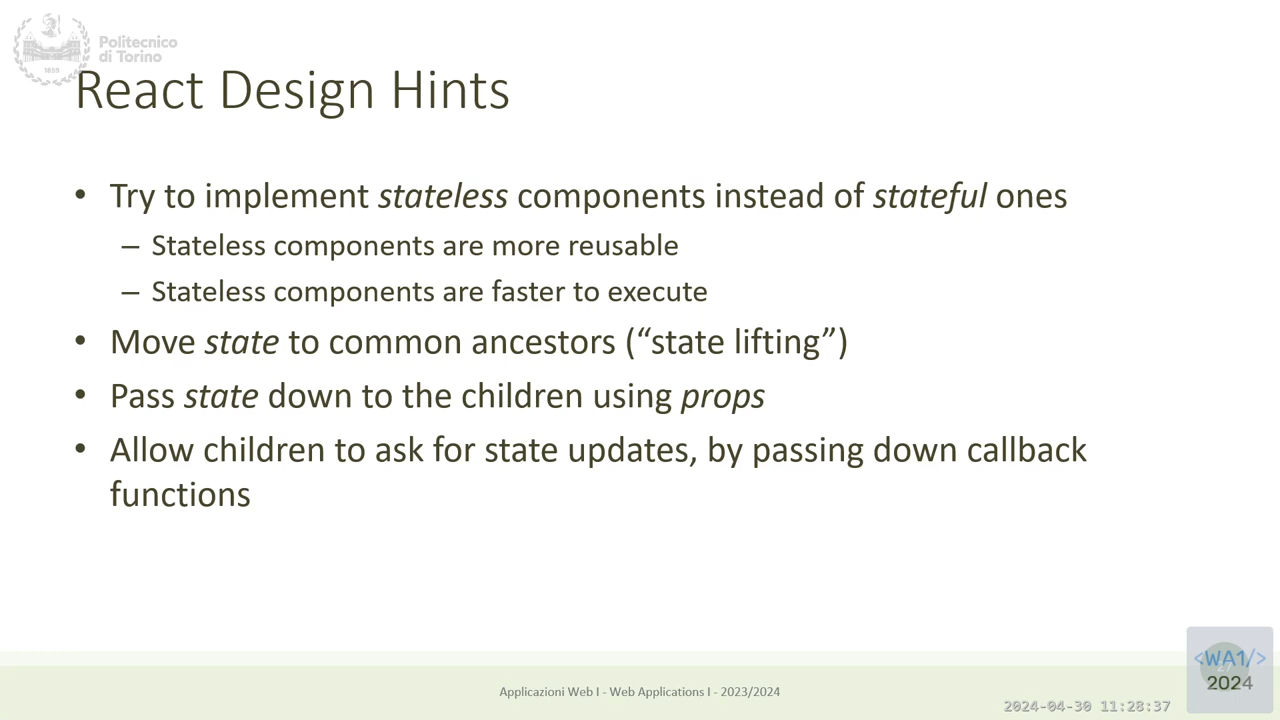 Politecnico
di Torino
1859
React Design Hints
• Try to implement stateless components instead of stateful ones
– Stateless components are more reusable
– Stateless components are faster to execute
• Move state to common ancestors (“state lifting”)
• Pass state down to the children using props
• Allow children to ask for state updates, by passing down callback
functions
Applicazioni Web I - Web Applications I - 2023/2024
<WA1/>
2024
2024-04-30 11:28:37